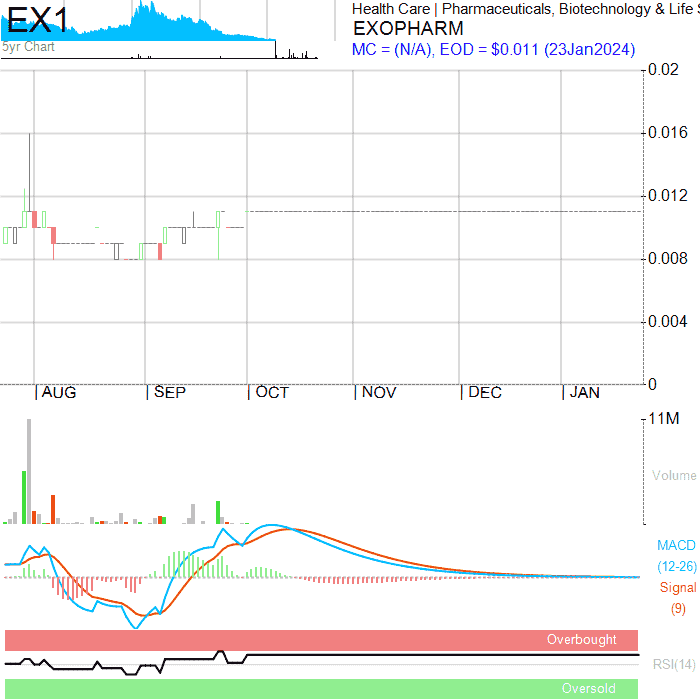 EX1
5yr Chart
Health Care | Pharmaceuticals, Biotechnology & Life S
EXOPHARM
MC = (N/A), EOD = $0.011 (23Jan2024)
0.02
0.016
0.012
0.008
0.004
0
AUG SEP OCT NOV DEC JAN
11M
Volume
MACD
(12-26)
Signal
(9)
Overbought
RSI(14)
Oversold